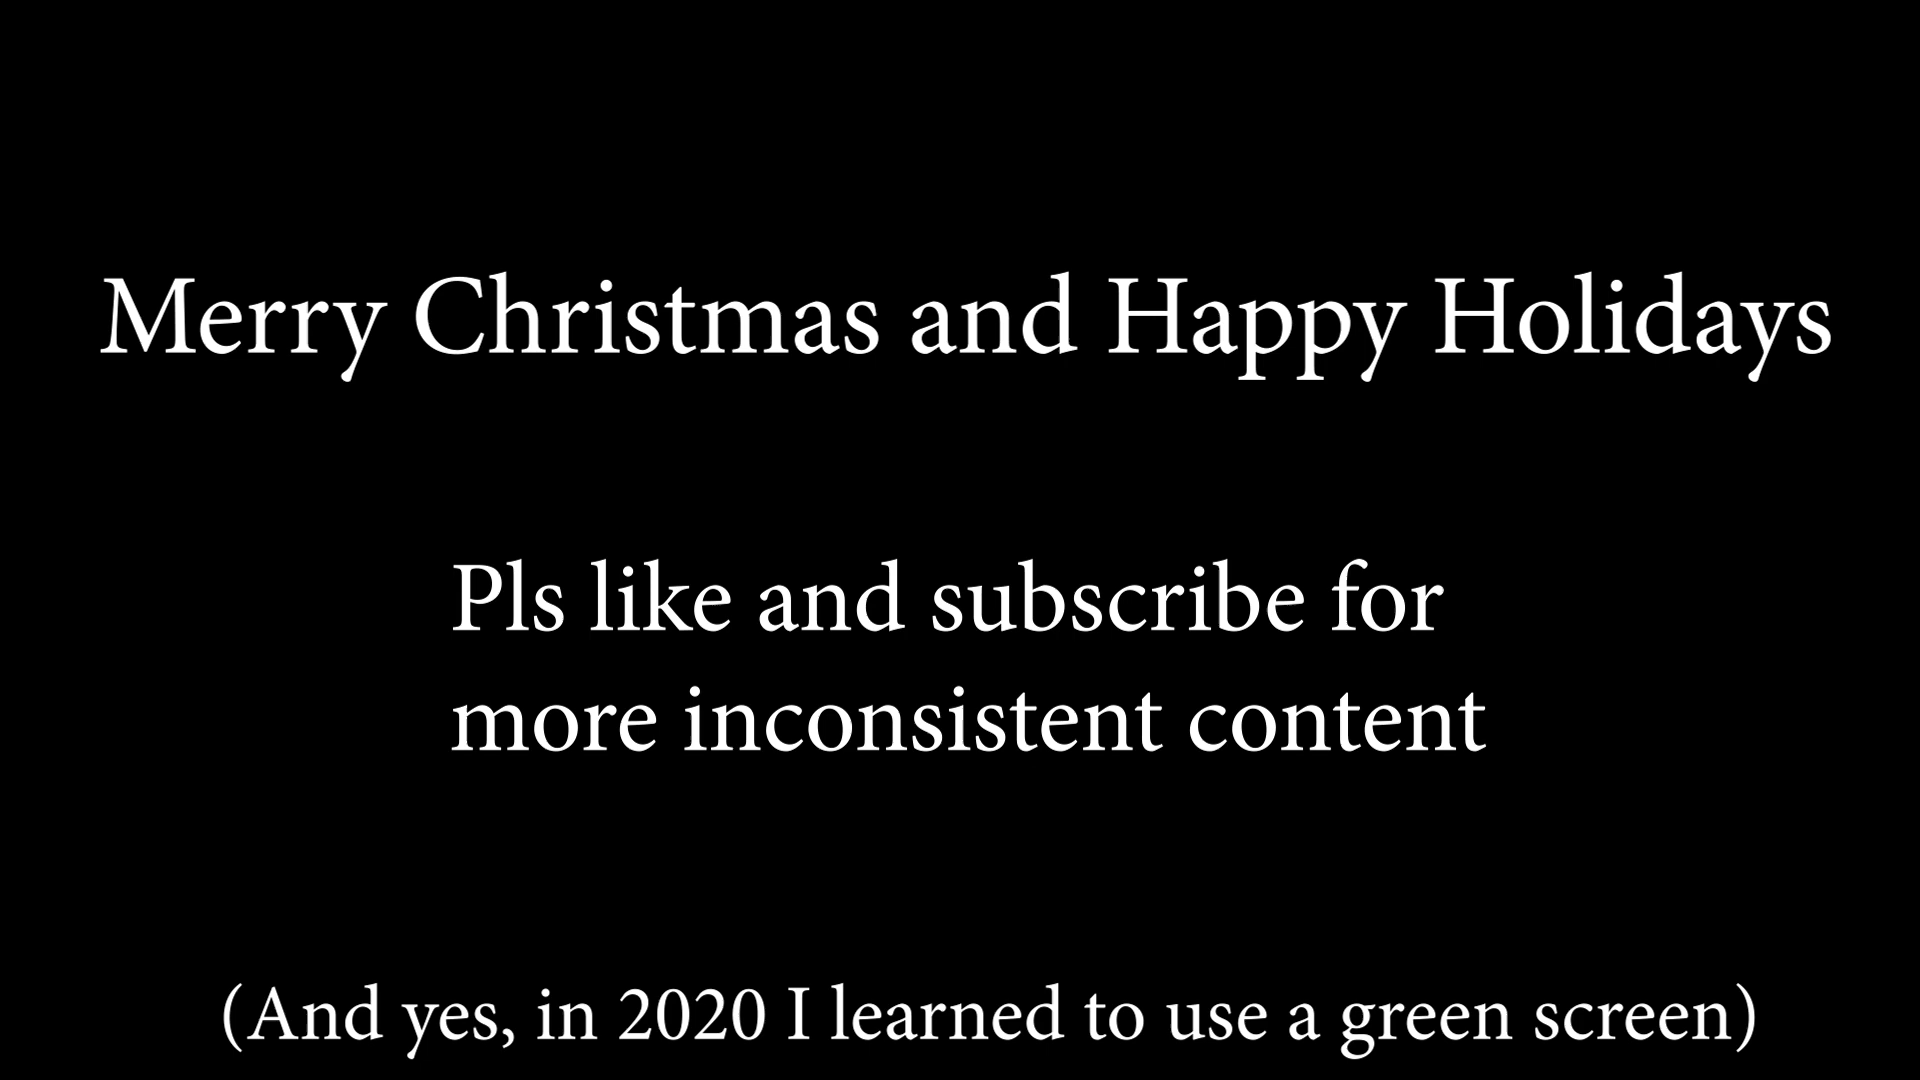 Merry Christmas and Happy Holidays
Pls like and subscribe for
more inconsistent content
(And yes, in 2020 I learned to use a green screen)